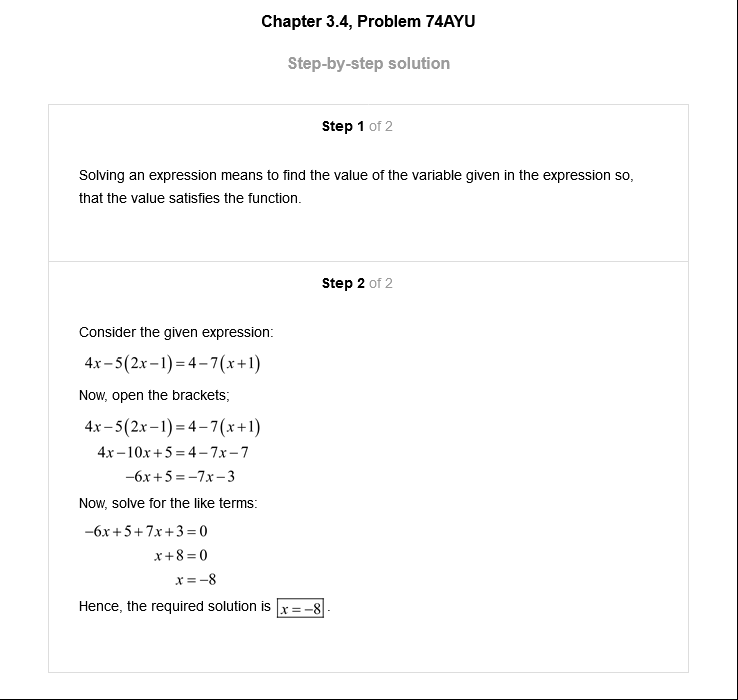 Chapter 3.4, Problem 74AYU
Step-by-step solution
Step 1 of 2
Solving an expression means to find the value of the variable given in the expression so,
that the value satisfies the function.
Step 2 of 2
Consider the given expression:
4x−5(2x−1)=4−7(x+1)
Now, open the brackets;
4x−5(2x−1)=4−7(x+1)
4x−10x+5=4−7x−7
−6x+5=−7x−3
Now, solve for the like terms:
−6x+5+7x+3=0
x+8=0
x=−8
Hence, the required solution is x=−8.